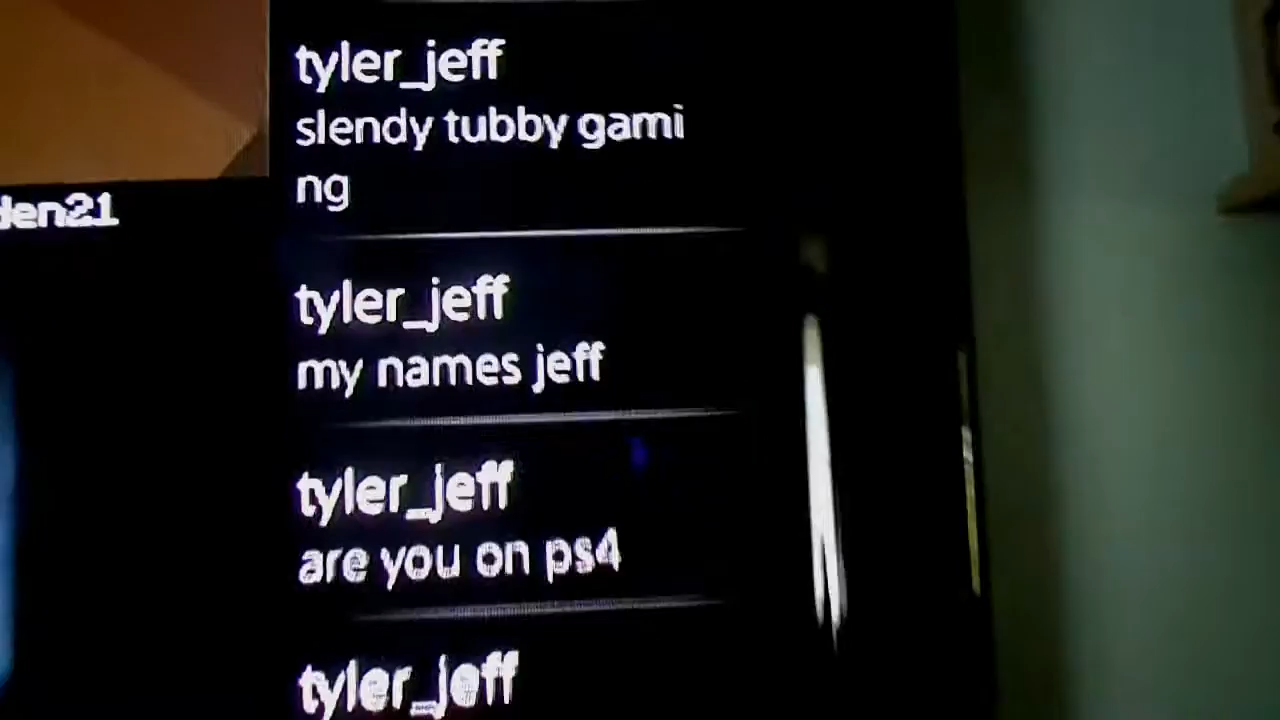 tyler_jeff
slendy tubby gami
ng
den21
tyler_jeff
my names jeff
tyler_jeff
are you on ps4
tyler_jeff